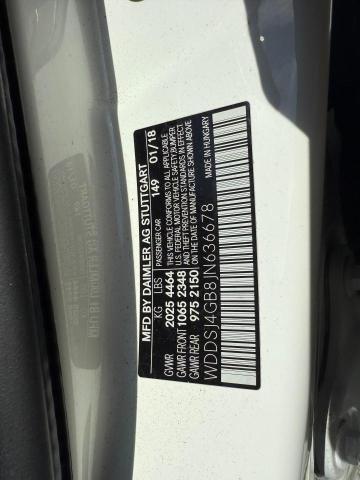 MFD BY DAIMLER AG STUTTGART
PASSENGER CAR 149 01/18
KG LBS
GVWR 2025 4464
GAWR FRONT 1065 2348
GAWR REAR 975 2150
THIS VEHICLE CONFORMS TO ALL APPLICABLE
U.S. FEDERAL MOTOR VEHICLE SAFETY, BUMPER
AND THEFT PREVENTION STANDARDS IN EFFECT
ON THE DATE OF MANUFACTURE SHOWN ABOVE.
MADE IN HUNGARY
WDDSJ4GB8JN636678